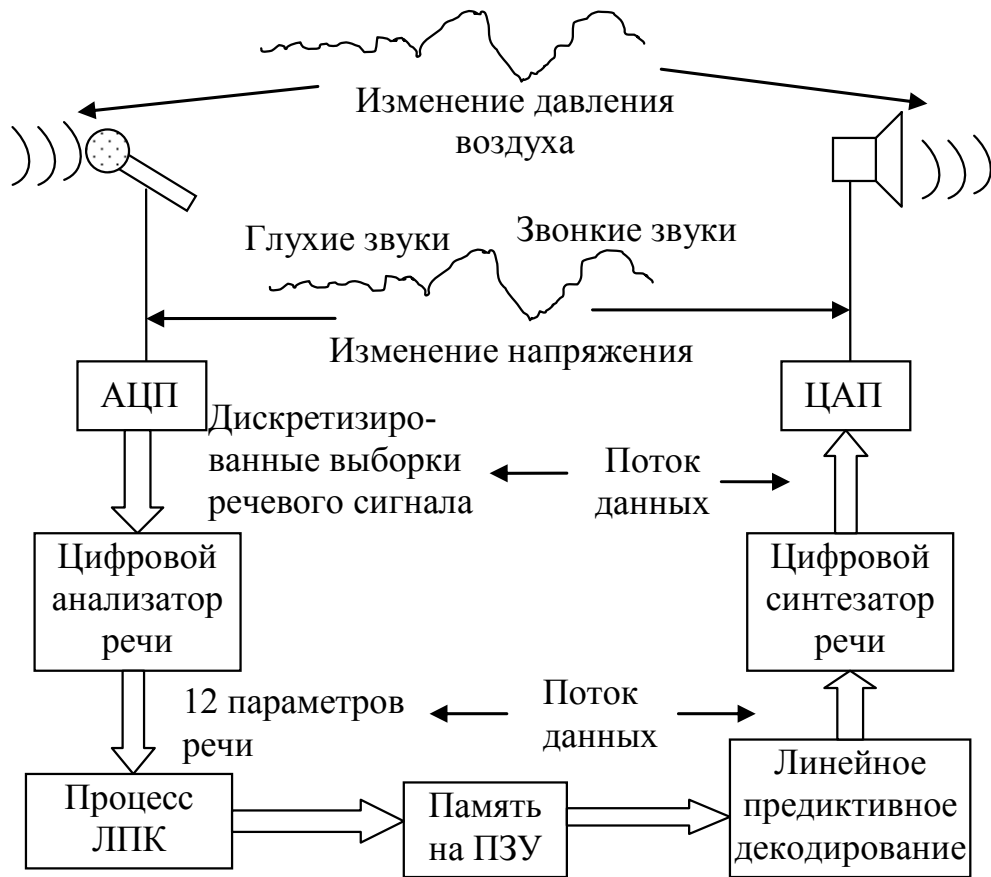 Изменение давления
воздуха
Глухие звуки
Звонкие звуки
Изменение напряжения
АЦП
ЦАП
Дискретизиро-
ванные выборки
речевого сигнала
Поток
данных
Цифровой
анализатор
речи
Цифровой
синтезатор
речи
12 параметров
речи
Поток
данных
Процесс
ЛПК
Память
на ПЗУ
Линейное
предиктивное
декодирование